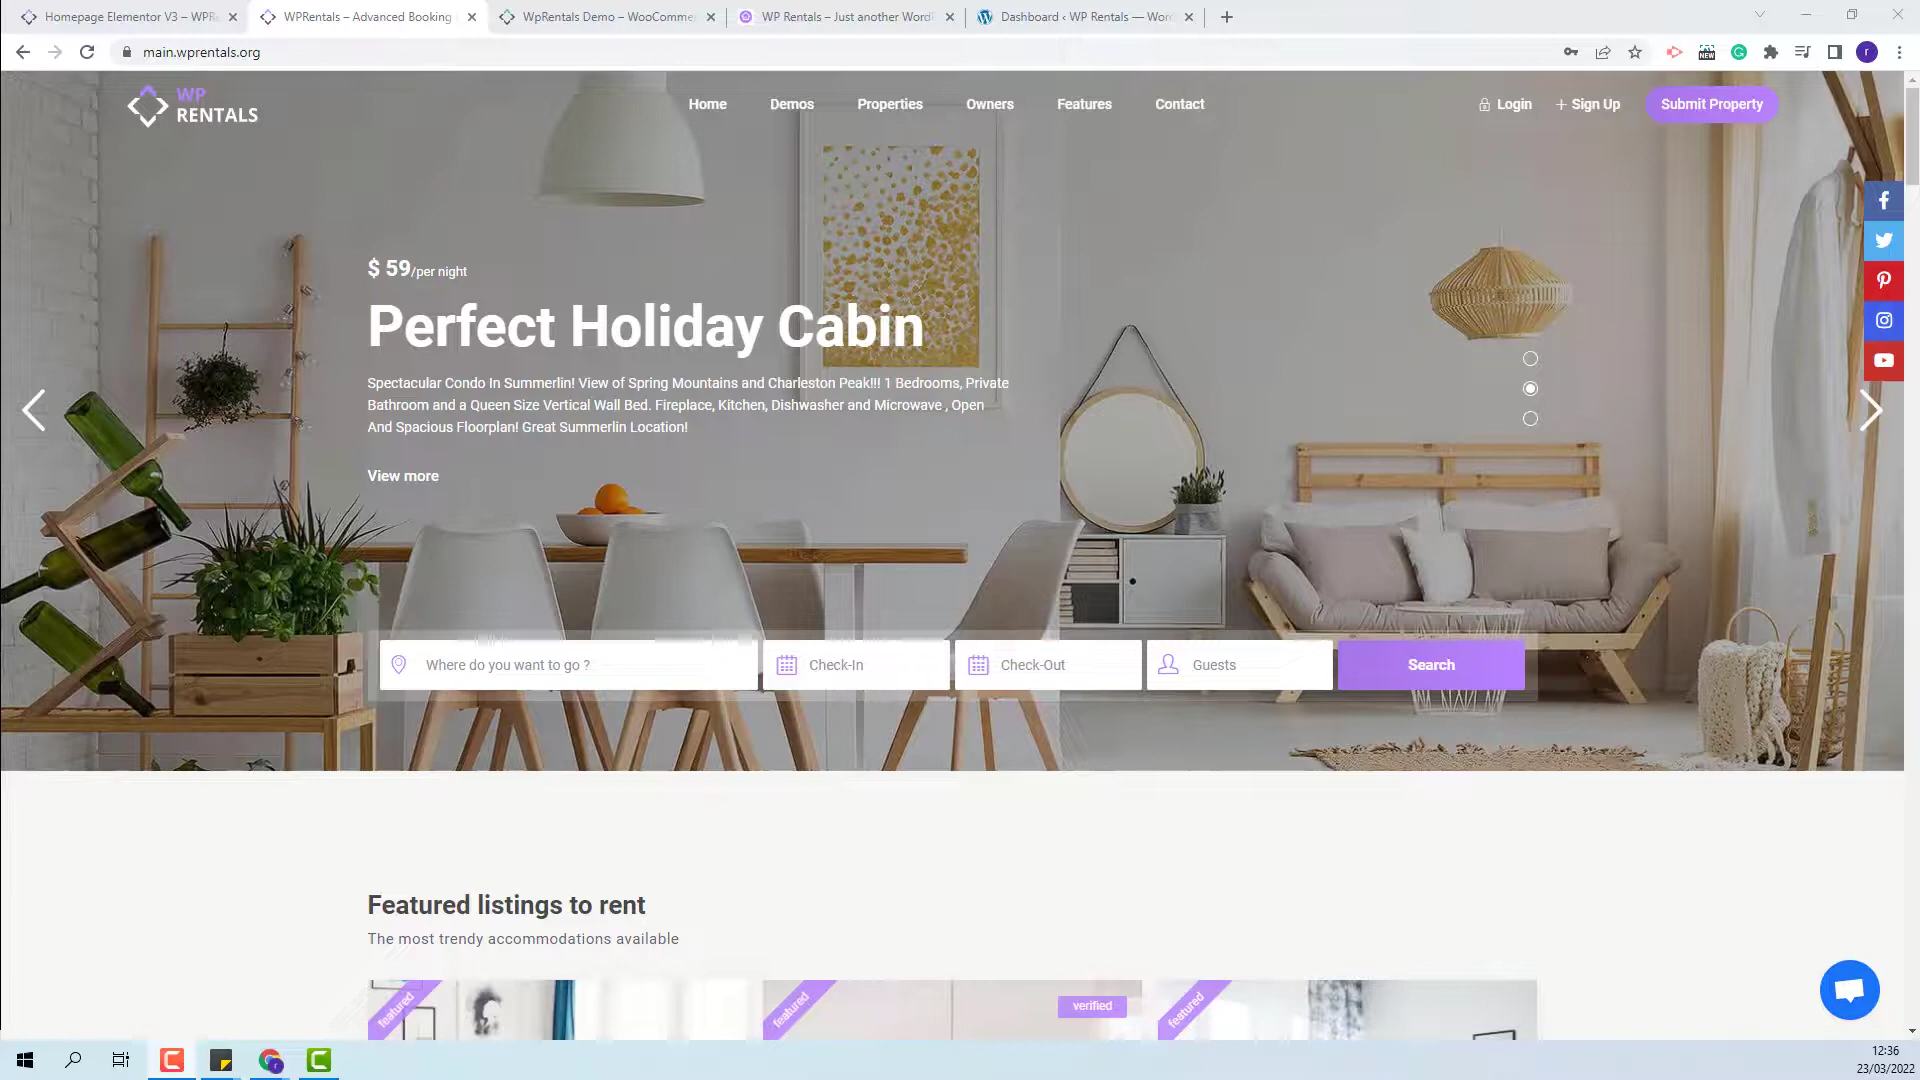 Homepage Elementor V3 – WPR
WPRentals – Advanced Booking
WpRentals Demo – WooComme
WP Rentals – Just another Word
Dashboard ‹ WP Rentals — Wor
main.wprentals.org
NEW
r
WP
RENTALS
Home
Demos
Properties
Owners
Features
Contact
Login
+ Sign Up
Submit Property
$ 59/per night
Perfect Holiday Cabin
Spectacular Condo In Summerlin! View of Spring Mountains and Charleston Peak!!! 1 Bedrooms, Private
Bathroom and a Queen Size Vertical Wall Bed. Fireplace, Kitchen, Dishwasher and Microwave , Open
And Spacious Floorplan! Great Summerlin Location!
View more
Where do you want to go ?
Check-In
Check-Out
Guests
Search
Featured listings to rent
The most trendy accommodations available
featured
featured
verified
featured
12:36
23/03/2022